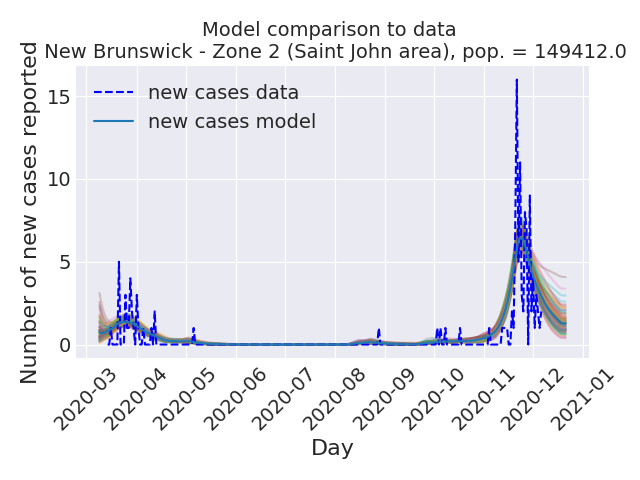 Model comparison to data
New Brunswick - Zone 2 (Saint John area), pop. = 149412.0
Number of new cases reported
15
10
5
0
new cases data
new cases model
2020-03
2020-04
2020-05
2020-06
2020-07
2020-08
2020-09
2020-10
2020-11
2020-12
2021-01
Day